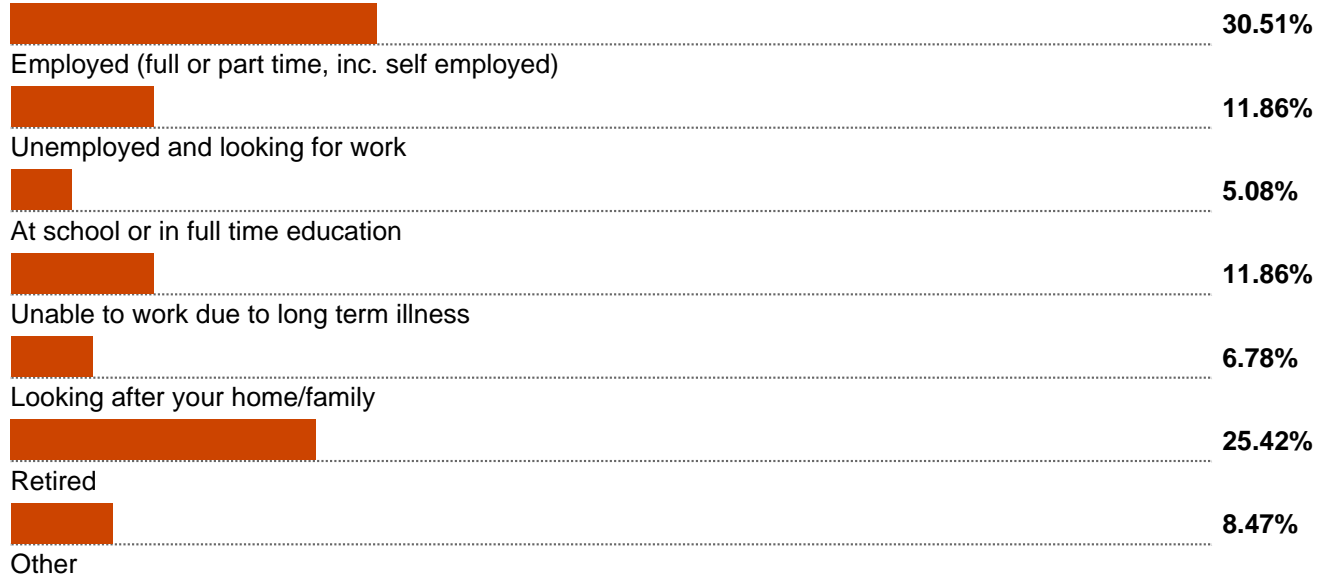 30.51%
Employed (full or part time, inc. self employed)
11.86%
Unemployed and looking for work
5.08%
At school or in full time education
11.86%
Unable to work due to long term illness
6.78%
Looking after your home/family
25.42%
Retired
8.47%
Other